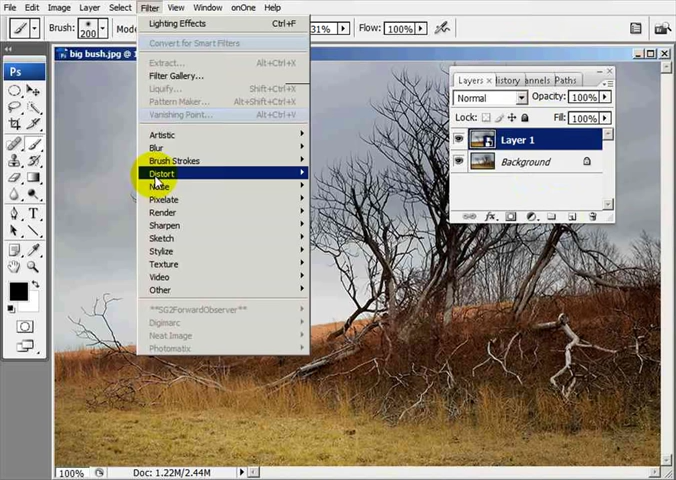 File Edit Image Layer Select Filter View Window onOne Help
Brush: 200 31% Flow: 100%
Lighting Effects Ctrl+F
Convert for Smart Filters
Extract... Alt+Ctrl+X
Filter Gallery...
Liquify... Shift+Ctrl+X
Pattern Maker... Alt+Shift+Ctrl+X
Vanishing Point... Alt+Ctrl+V
Artistic
Blur
Brush Strokes
Distort
Noise
Pixelate
Render
Sharpen
Sketch
Stylize
Texture
Video
Other
**SG2ForwardObserver**
Digimarc
Neat Image
Photomatix
big bush.jpg @ 1
Ps
Layers × History annels Paths
Normal Opacity: 100%
Lock: Fill: 100%
Layer 1
Background
100% Doc: 1.22M/2.44M